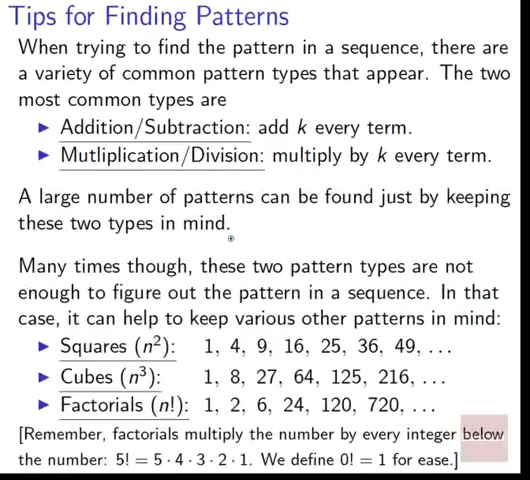 Tips for Finding Patterns
When trying to find the pattern in a sequence, there are
a variety of common pattern types that appear. The two
most common types are
▶ Addition/Subtraction: add k every term.
▶ Mutliplication/Division: multiply by k every term.
A large number of patterns can be found just by keeping
these two types in mind.
Many times though, these two pattern types are not
enough to figure out the pattern in a sequence. In that
case, it can help to keep various other patterns in mind:
▶ Squares (n²): 1, 4, 9, 16, 25, 36, 49, ...
▶ Cubes (n³): 1, 8, 27, 64, 125, 216, ...
▶ Factorials (n!): 1, 2, 6, 24, 120, 720, ...
[Remember, factorials multiply the number by every integer below
the number: 5! = 5 · 4 · 3 · 2 · 1. We define 0! = 1 for ease.]